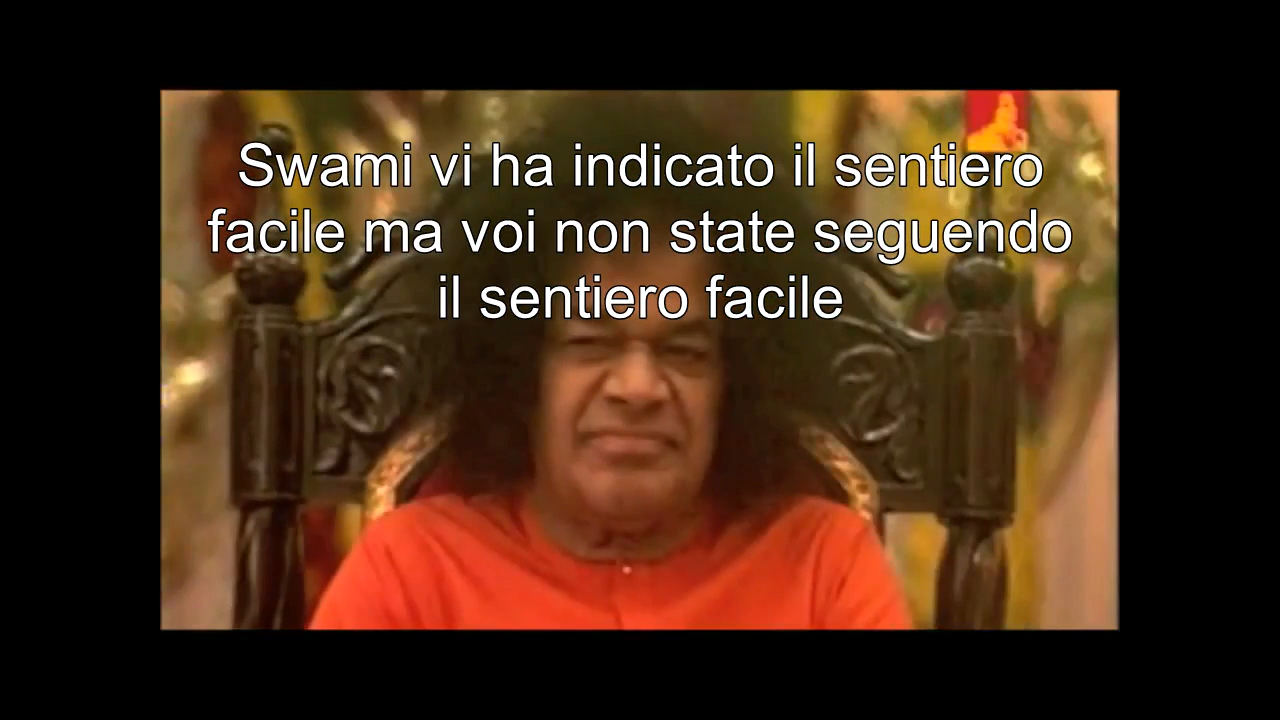 Swami vi ha indicato il sentiero
facile ma voi non state seguendo
il sentiero facile